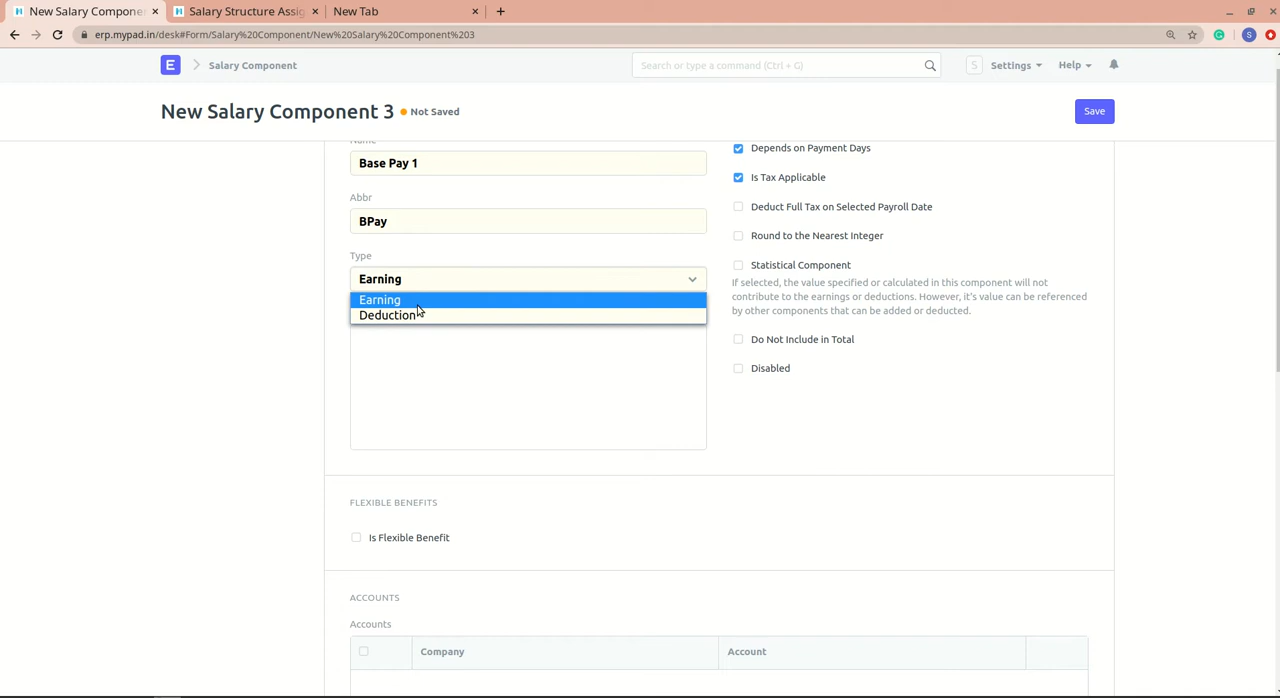 New Salary Componen
Salary Structure Assig
New Tab
erp.mypad.in/desk#Form/Salary%20Component/New%20Salary%20Component%203
S
E
Salary Component
Search or type a command (Ctrl + G)
S
Settings
Help
New Salary Component 3
Not Saved
Save
Name
Base Pay 1
Abbr
BPay
Type
Earning
Earning
Deduction
Depends on Payment Days
Is Tax Applicable
Deduct Full Tax on Selected Payroll Date
Round to the Nearest Integer
Statistical Component
If selected, the value specified or calculated in this component will not
contribute to the earnings or deductions. However, it's value can be referenced
by other components that can be added or deducted.
Do Not Include in Total
Disabled
FLEXIBLE BENEFITS
Is Flexible Benefit
ACCOUNTS
Accounts
Company
Account